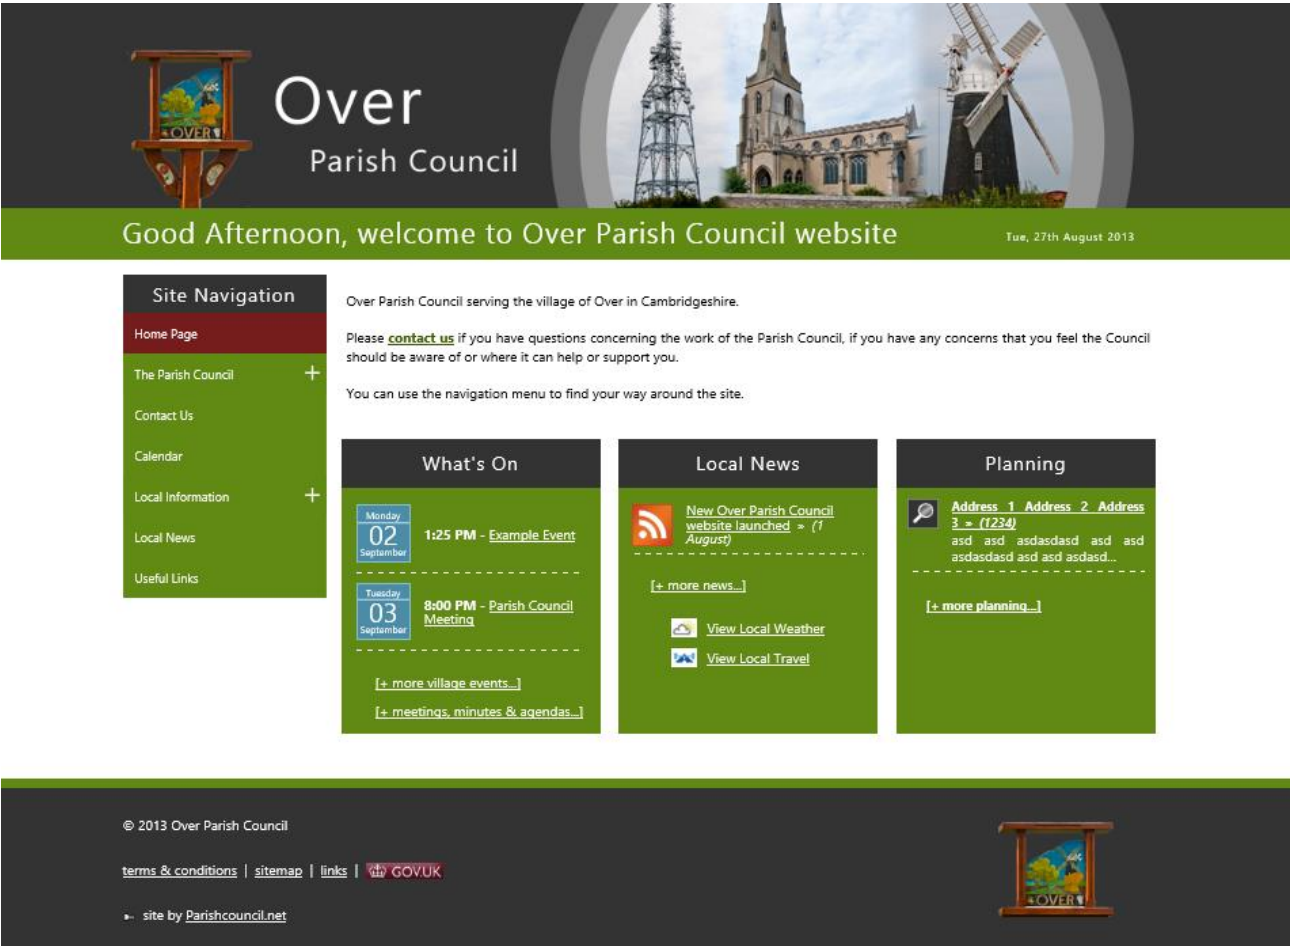 OVER
Over
Parish Council
Good Afternoon, welcome to Over Parish Council website
Tue, 27th August 2013
Site Navigation
Home Page
The Parish Council
Contact Us
Calendar
Local Information
Local News
Useful Links
Over Parish Council serving the village of Over in Cambridgeshire.
Please contact us if you have questions concerning the work of the Parish Council, if you have any concerns that you feel the Council
should be aware of or where it can help or support you.
You can use the navigation menu to find your way around the site.
What's On
Monday
02
September
1:25 PM - Example Event
Tuesday
03
September
8:00 PM - Parish Council
Meeting
[+ more village events...]
[+ meetings, minutes & agendas...]
Local News
New Over Parish Council
website launched » (1
August)
[+ more news...]
View Local Weather
View Local Travel
Planning
Address 1 Address 2 Address
3 » (1234)
asd asd asdasdasd asd asd
asdasdasd asd asd asdasd...
[+ more planning...]
© 2013 Over Parish Council
terms & conditions | sitemap | links | GOV.UK
site by Parishcouncil.net
OVER